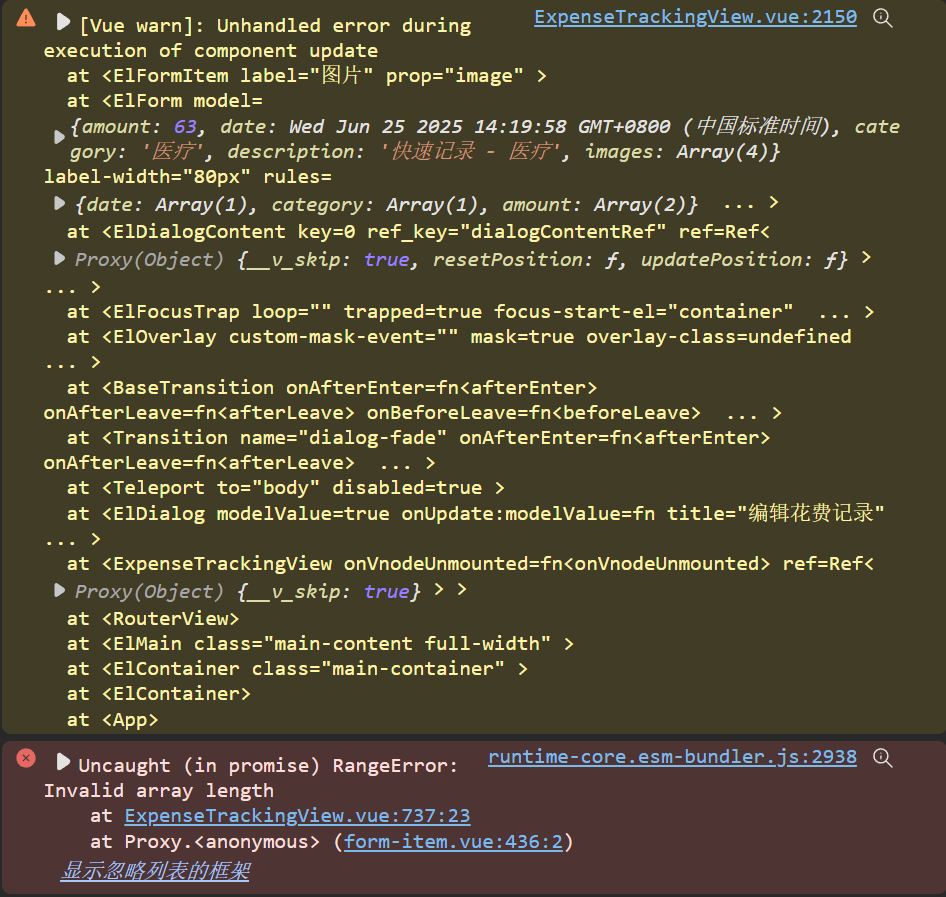 [Vue warn]: Unhandled error during ExpenseTrackingView.vue:2150
execution of component update
at <ElFormItem label="图片" prop="image" >
at <ElForm model=
{amount: 63, date: Wed Jun 25 2025 14:19:58 GMT+0800 (中国标准时间), cate
gory: '医疗', description: '快速记录 - 医疗', images: Array(4)}
label-width="80px" rules=
{date: Array(1), category: Array(1), amount: Array(2)} ... >
at <ElDialogContent key=0 ref_key="dialogContentRef" ref=Ref<
Proxy(Object) {__v_skip: true, resetPosition: ƒ, updatePosition: ƒ} >
... >
at <ElFocusTrap loop="" trapped=true focus-start-el="container" ... >
at <ElOverlay custom-mask-event="" mask=true overlay-class=undefined
... >
at <BaseTransition onAfterEnter=fn<afterEnter>
onAfterLeave=fn<afterLeave> onBeforeLeave=fn<beforeLeave> ... >
at <Transition name="dialog-fade" onAfterEnter=fn<afterEnter>
onAfterLeave=fn<afterLeave> ... >
at <Teleport to="body" disabled=true >
at <ElDialog modelValue=true onUpdate:modelValue=fn title="编辑花费记录"
... >
at <ExpenseTrackingView onVnodeUnmounted=fn<onVnodeUnmounted> ref=Ref<
Proxy(Object) {__v_skip: true} > >
at <RouterView>
at <ElMain class="main-content full-width" >
at <ElContainer class="main-container" >
at <ElContainer>
at <App>
Uncaught (in promise) RangeError: runtime-core.esm-bundler.js:2938
Invalid array length
at ExpenseTrackingView.vue:737:23
at Proxy.<anonymous> (form-item.vue:436:2)
显示忽略列表的框架